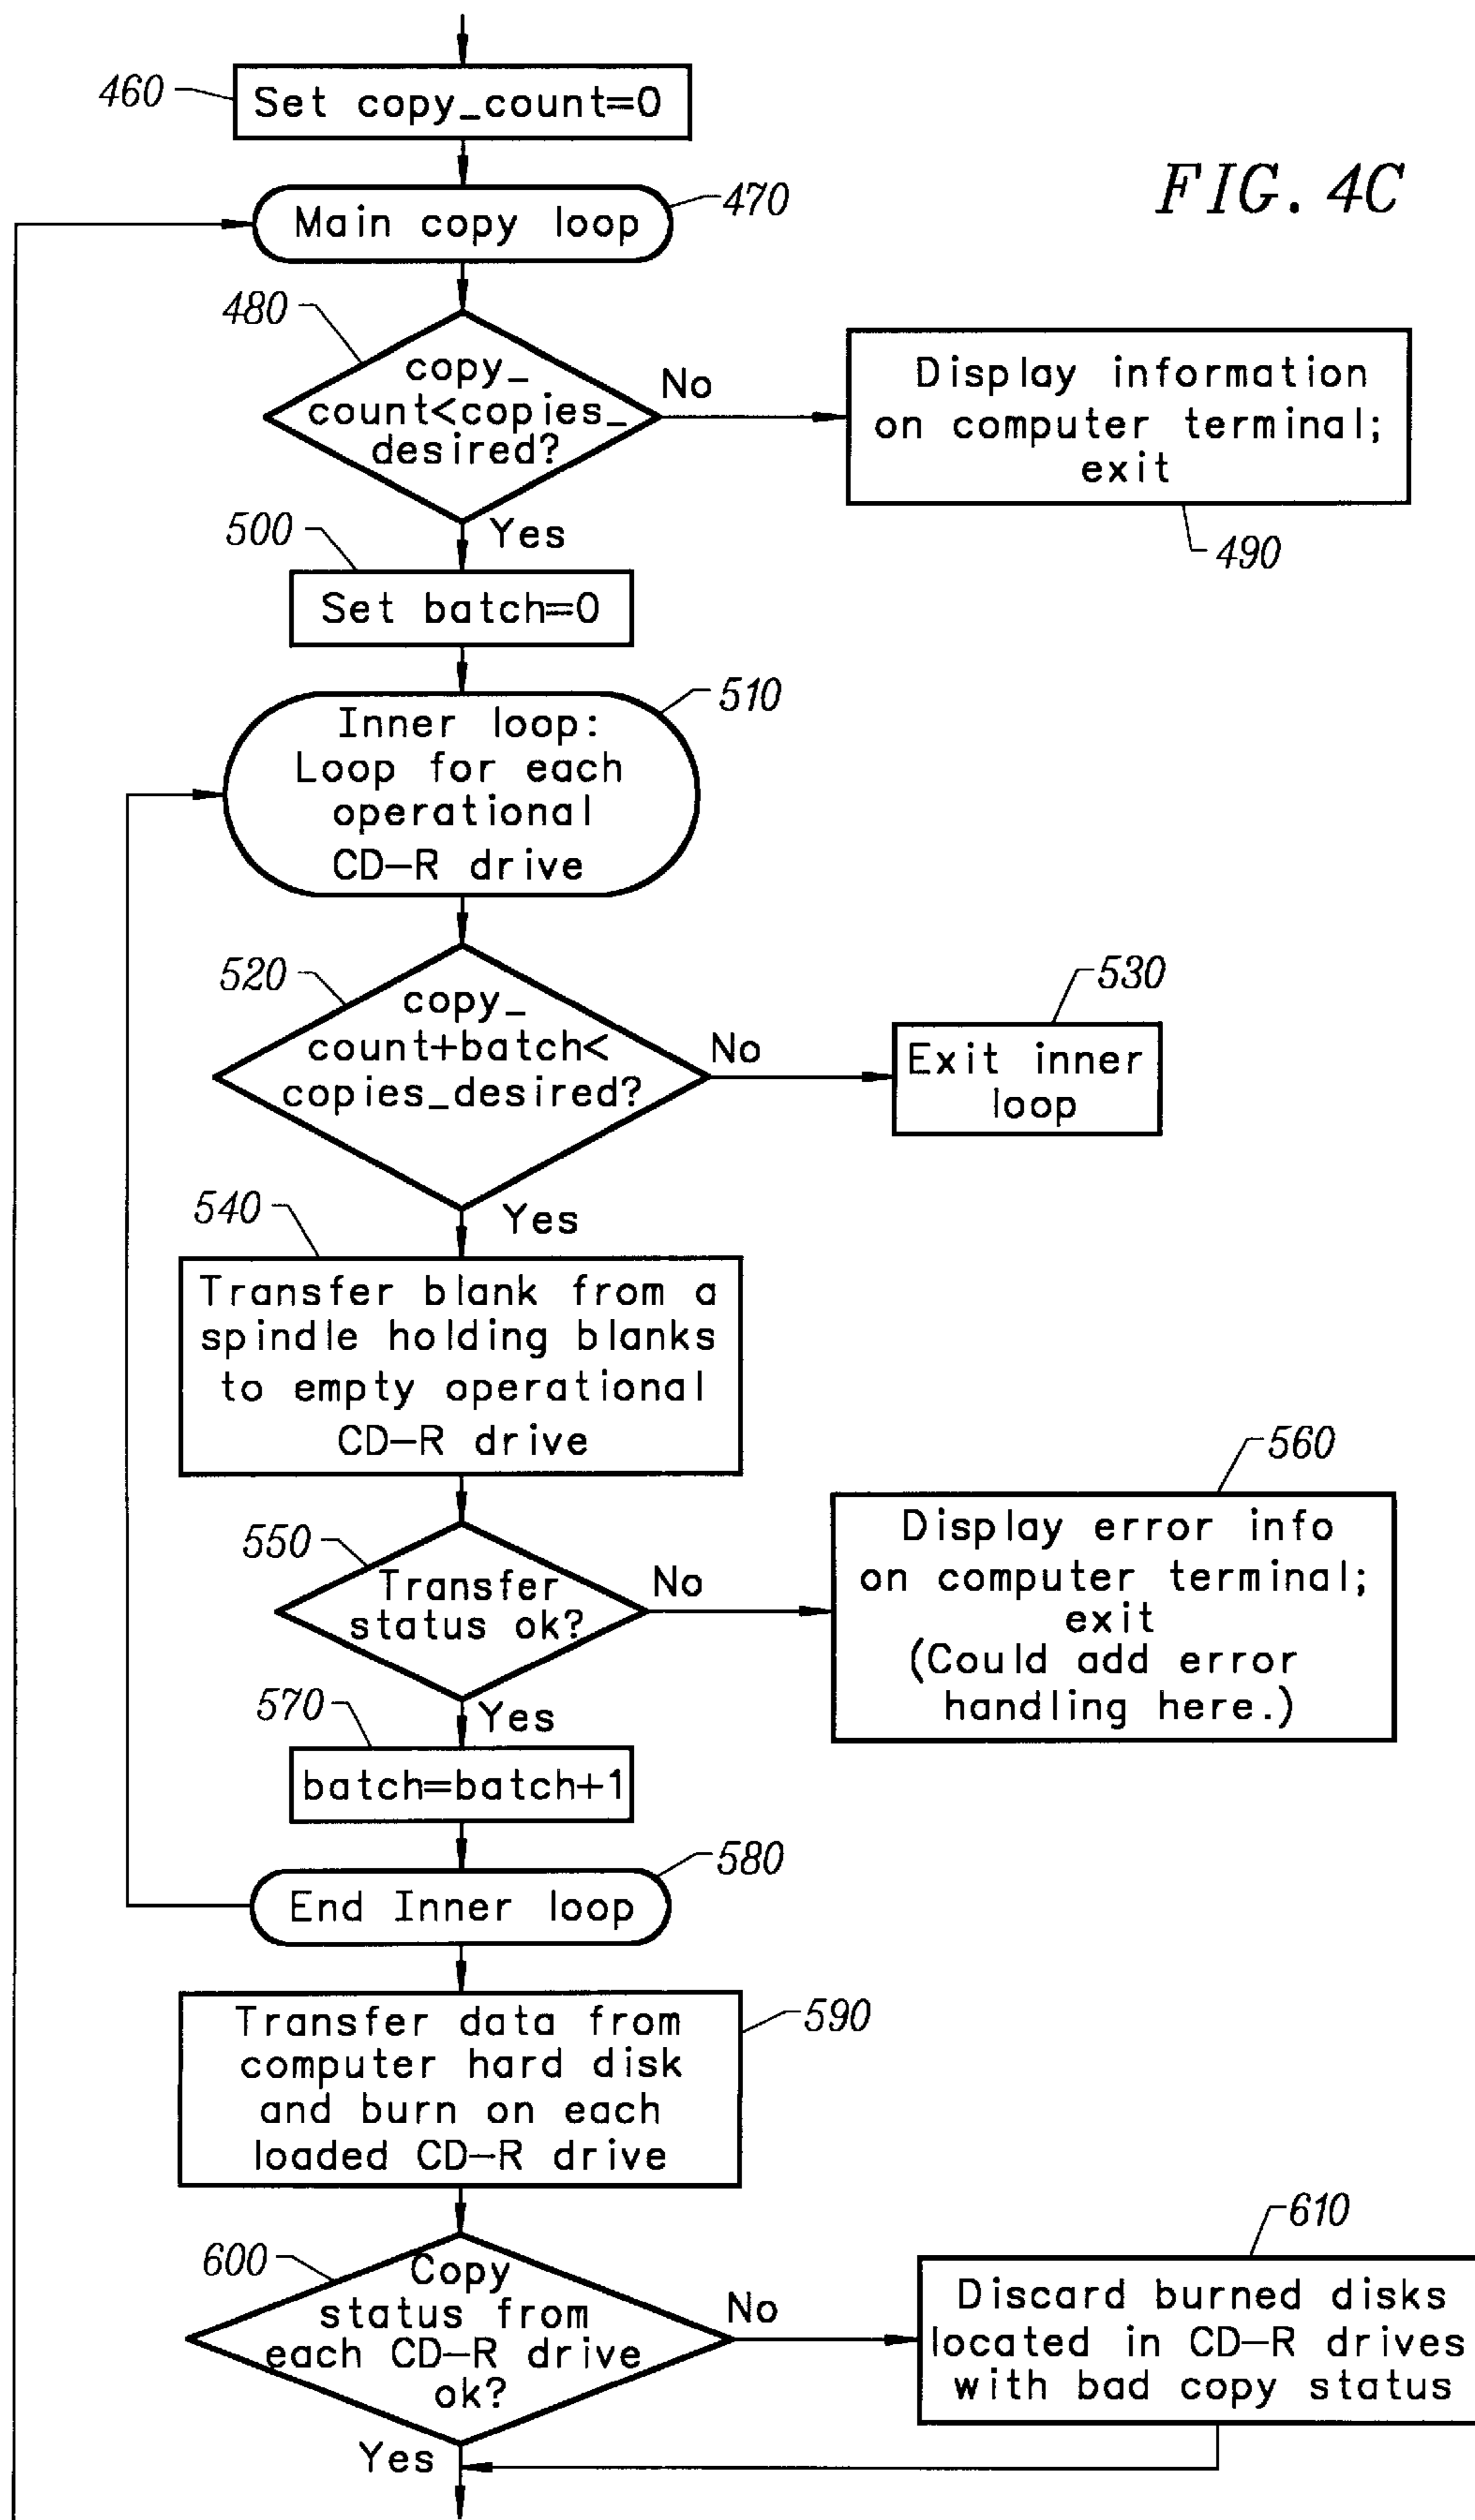 460
Set copy_count=0
FIG. 4C
Main copy loop
470
480
copy_
count<copies_
desired?
No
Display information
on computer terminal;
exit
490
Yes
500
Set batch=0
510
Inner loop:
Loop for each
operational
CD-R drive
520
copy_
count+batch<
copies_desired?
No
530
Exit inner
loop
Yes
540
Transfer blank from a
spindle holding blanks
to empty operational
CD-R drive
550
Transfer
status ok?
No
560
Display error info
on computer terminal;
exit
(Could add error
handling here.)
Yes
570
batch=batch+1
580
End Inner loop
590
Transfer data from
computer hard disk
and burn on each
loaded CD-R drive
600
Copy
status from
each CD-R drive
ok?
No
610
Discard burned disks
located in CD-R drives
with bad copy status
Yes